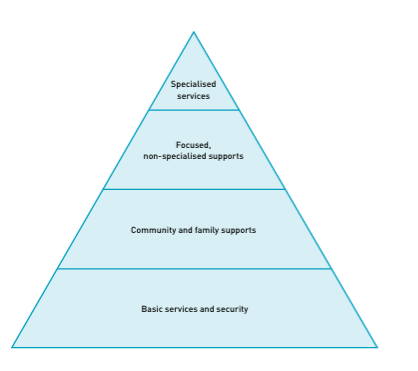 Specialised
services
Focused,
non-specialised supports
Community and family supports
Basic services and security